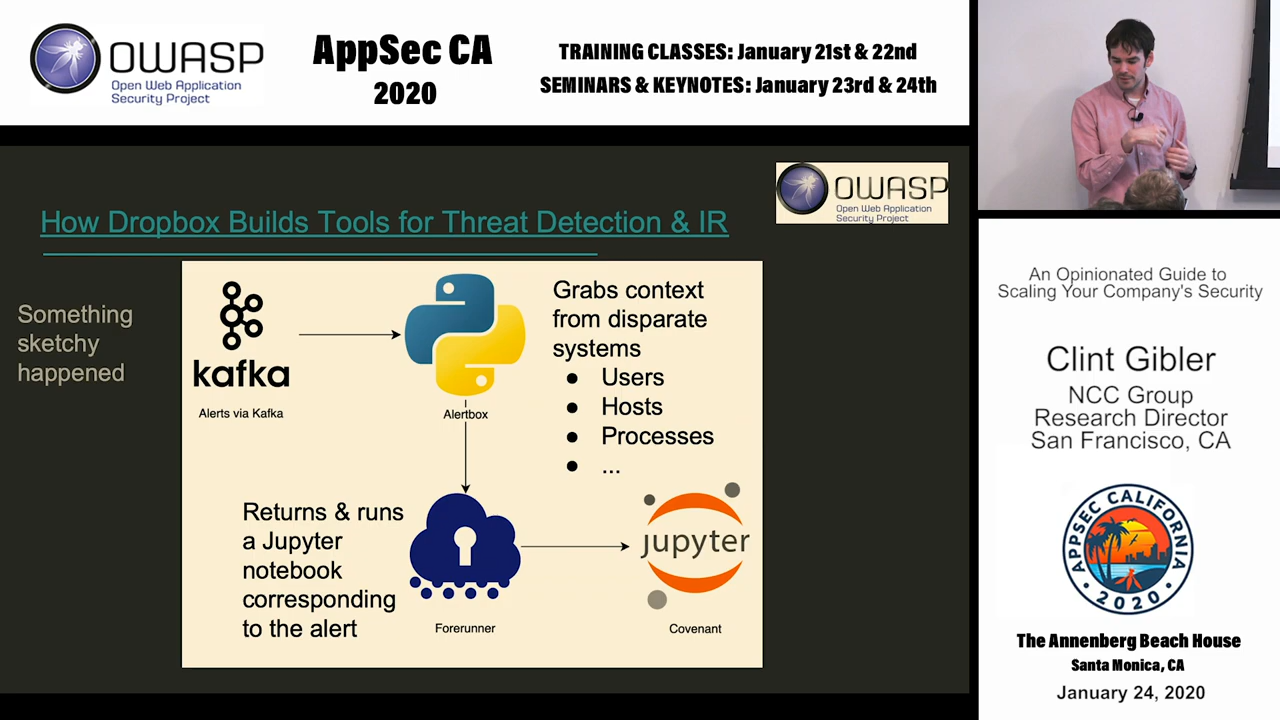 OWASP
Open Web Application
Security Project
AppSec CA
2020
TRAINING CLASSES: January 21st & 22nd
SEMINARS & KEYNOTES: January 23rd & 24th
OWASP
Open Web Application
Security Project
How Dropbox Builds Tools for Threat Detection & IR
Something
sketchy
happened
kafka
Alerts via Kafka
Alertbox
Grabs context
from disparate
systems
● Users
● Hosts
● Processes
● ...
Returns & runs
a Jupyter
notebook
corresponding
to the alert
Forerunner
jupyter
Covenant
An Opinionated Guide to
Scaling Your Company's Security
Clint Gibler
NCC Group
Research Director
San Francisco, CA
APPSEC CALIFORNIA
2020
The Annenberg Beach House
Santa Monica, CA
January 24, 2020